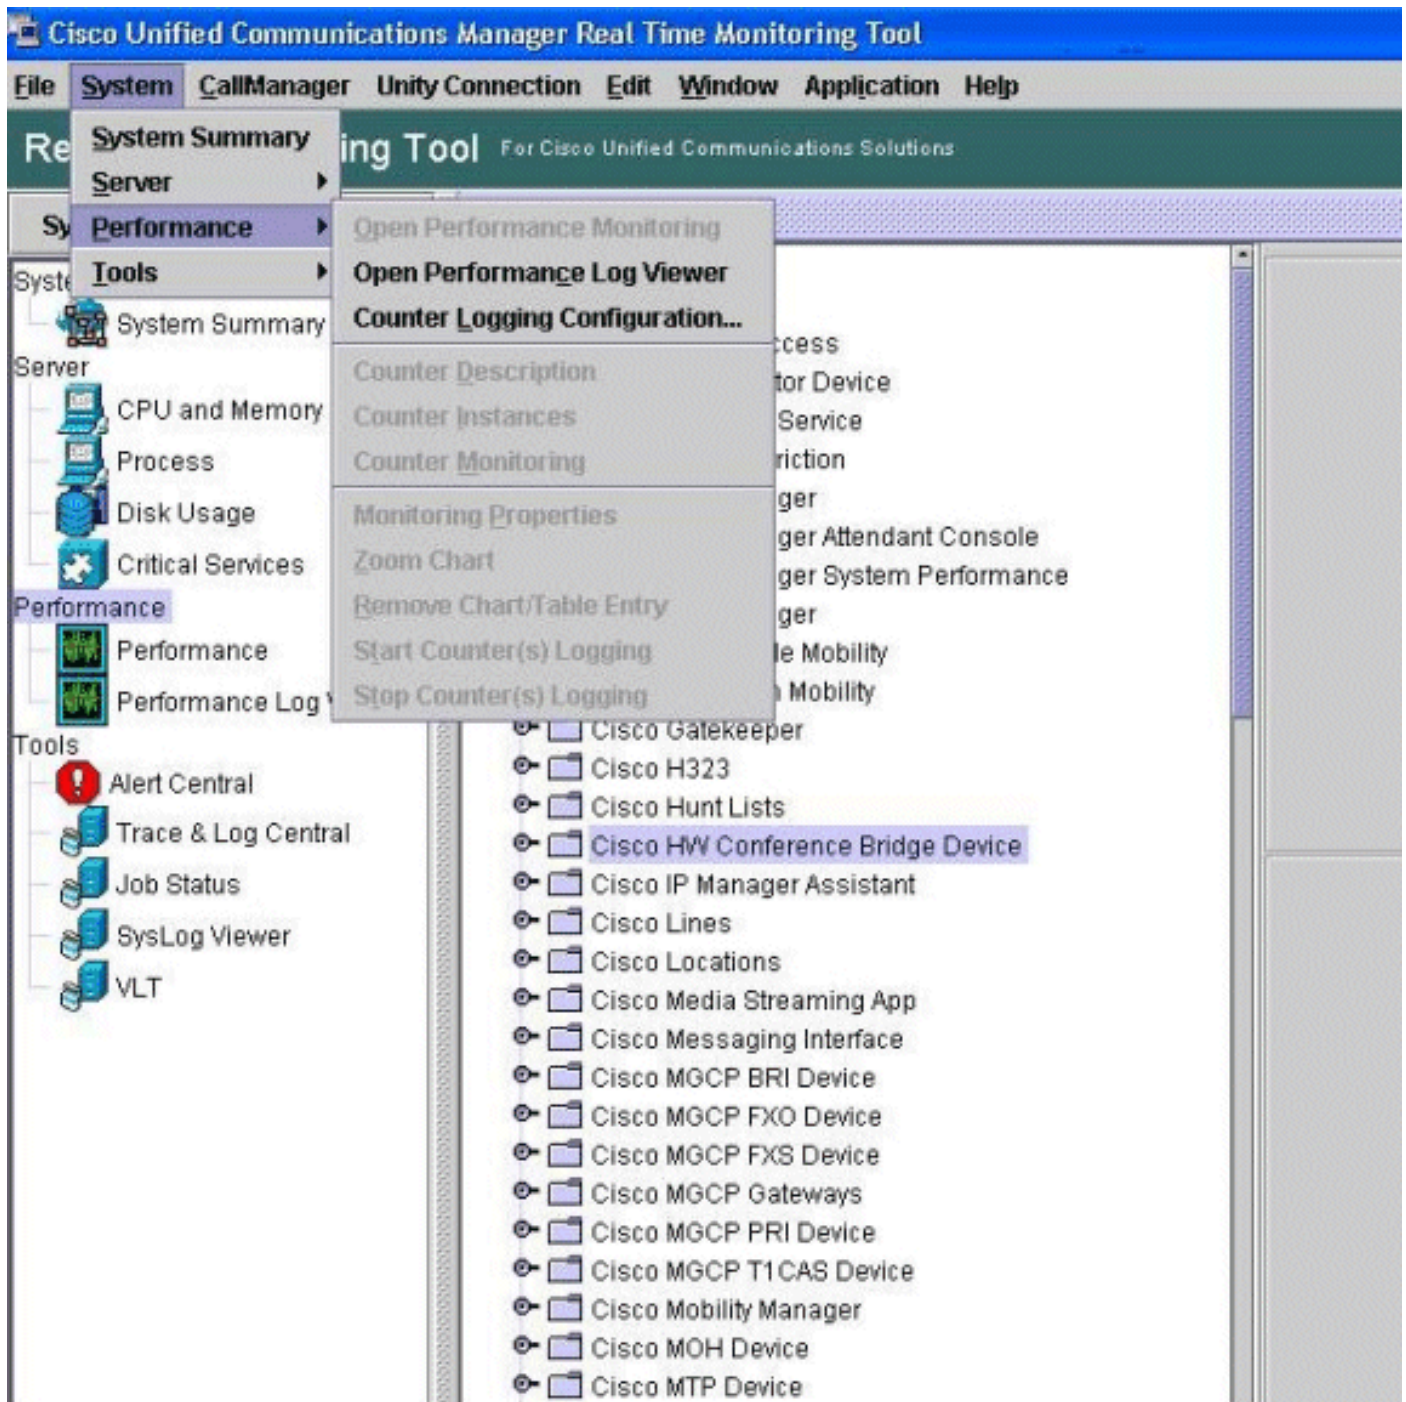 Cisco Unified Communications Manager Real Time Monitoring Tool
File System CallManager Unity Connection Edit Window Application Help
Re ing Tool For Cisco Unified Communications Solutions
System Summary
Server
Performance
Tools
Open Performance Monitoring
Open Performance Log Viewer
Counter Logging Configuration...
Counter Description
Counter Instances
Counter Monitoring
Monitoring Properties
Zoom Chart
Remove Chart/Table Entry
Start Counter(s) Logging
Stop Counter(s) Logging
Sy
Syste
System Summary
Server
CPU and Memory
Process
Disk Usage
Critical Services
Performance
Performance
Performance Log V
Tools
Alert Central
Trace & Log Central
Job Status
SysLog Viewer
VLT
ccess
tor Device
Service
riction
ger
ger Attendant Console
ger System Performance
ger
le Mobility
Mobility
Cisco Gatekeeper
Cisco H323
Cisco Hunt Lists
Cisco HW Conference Bridge Device
Cisco IP Manager Assistant
Cisco Lines
Cisco Locations
Cisco Media Streaming App
Cisco Messaging Interface
Cisco MGCP BRI Device
Cisco MGCP FXO Device
Cisco MGCP FXS Device
Cisco MGCP Gateways
Cisco MGCP PRI Device
Cisco MGCP T1CAS Device
Cisco Mobility Manager
Cisco MOH Device
Cisco MTP Device